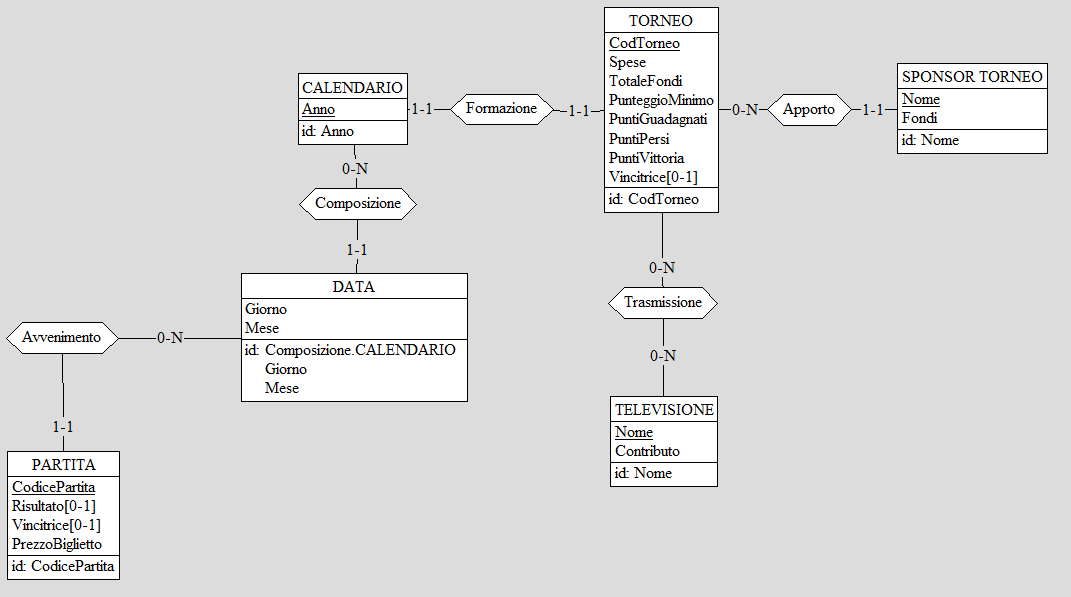 TORNEO
CodTorneo
Spese
TotaleFondi
PunteggioMinimo
PuntiGuadagnati
PuntiPersi
PuntiVittoria
Vincitrice[0-1]
id: CodTorneo
CALENDARIO
Anno
id: Anno
1-1
Formazione
1-1
0-N
Apporto
1-1
SPONSOR TORNEO
Nome
Fondi
id: Nome
0-N
Composizione
1-1
DATA
Giorno
Mese
id: Composizione.CALENDARIO
Giorno
Mese
0-N
Trasmissione
0-N
TELEVISIONE
Nome
Contributo
id: Nome
Avvenimento
0-N
1-1
PARTITA
CodicePartita
Risultato[0-1]
Vincitrice[0-1]
PrezzoBiglietto
id: CodicePartita